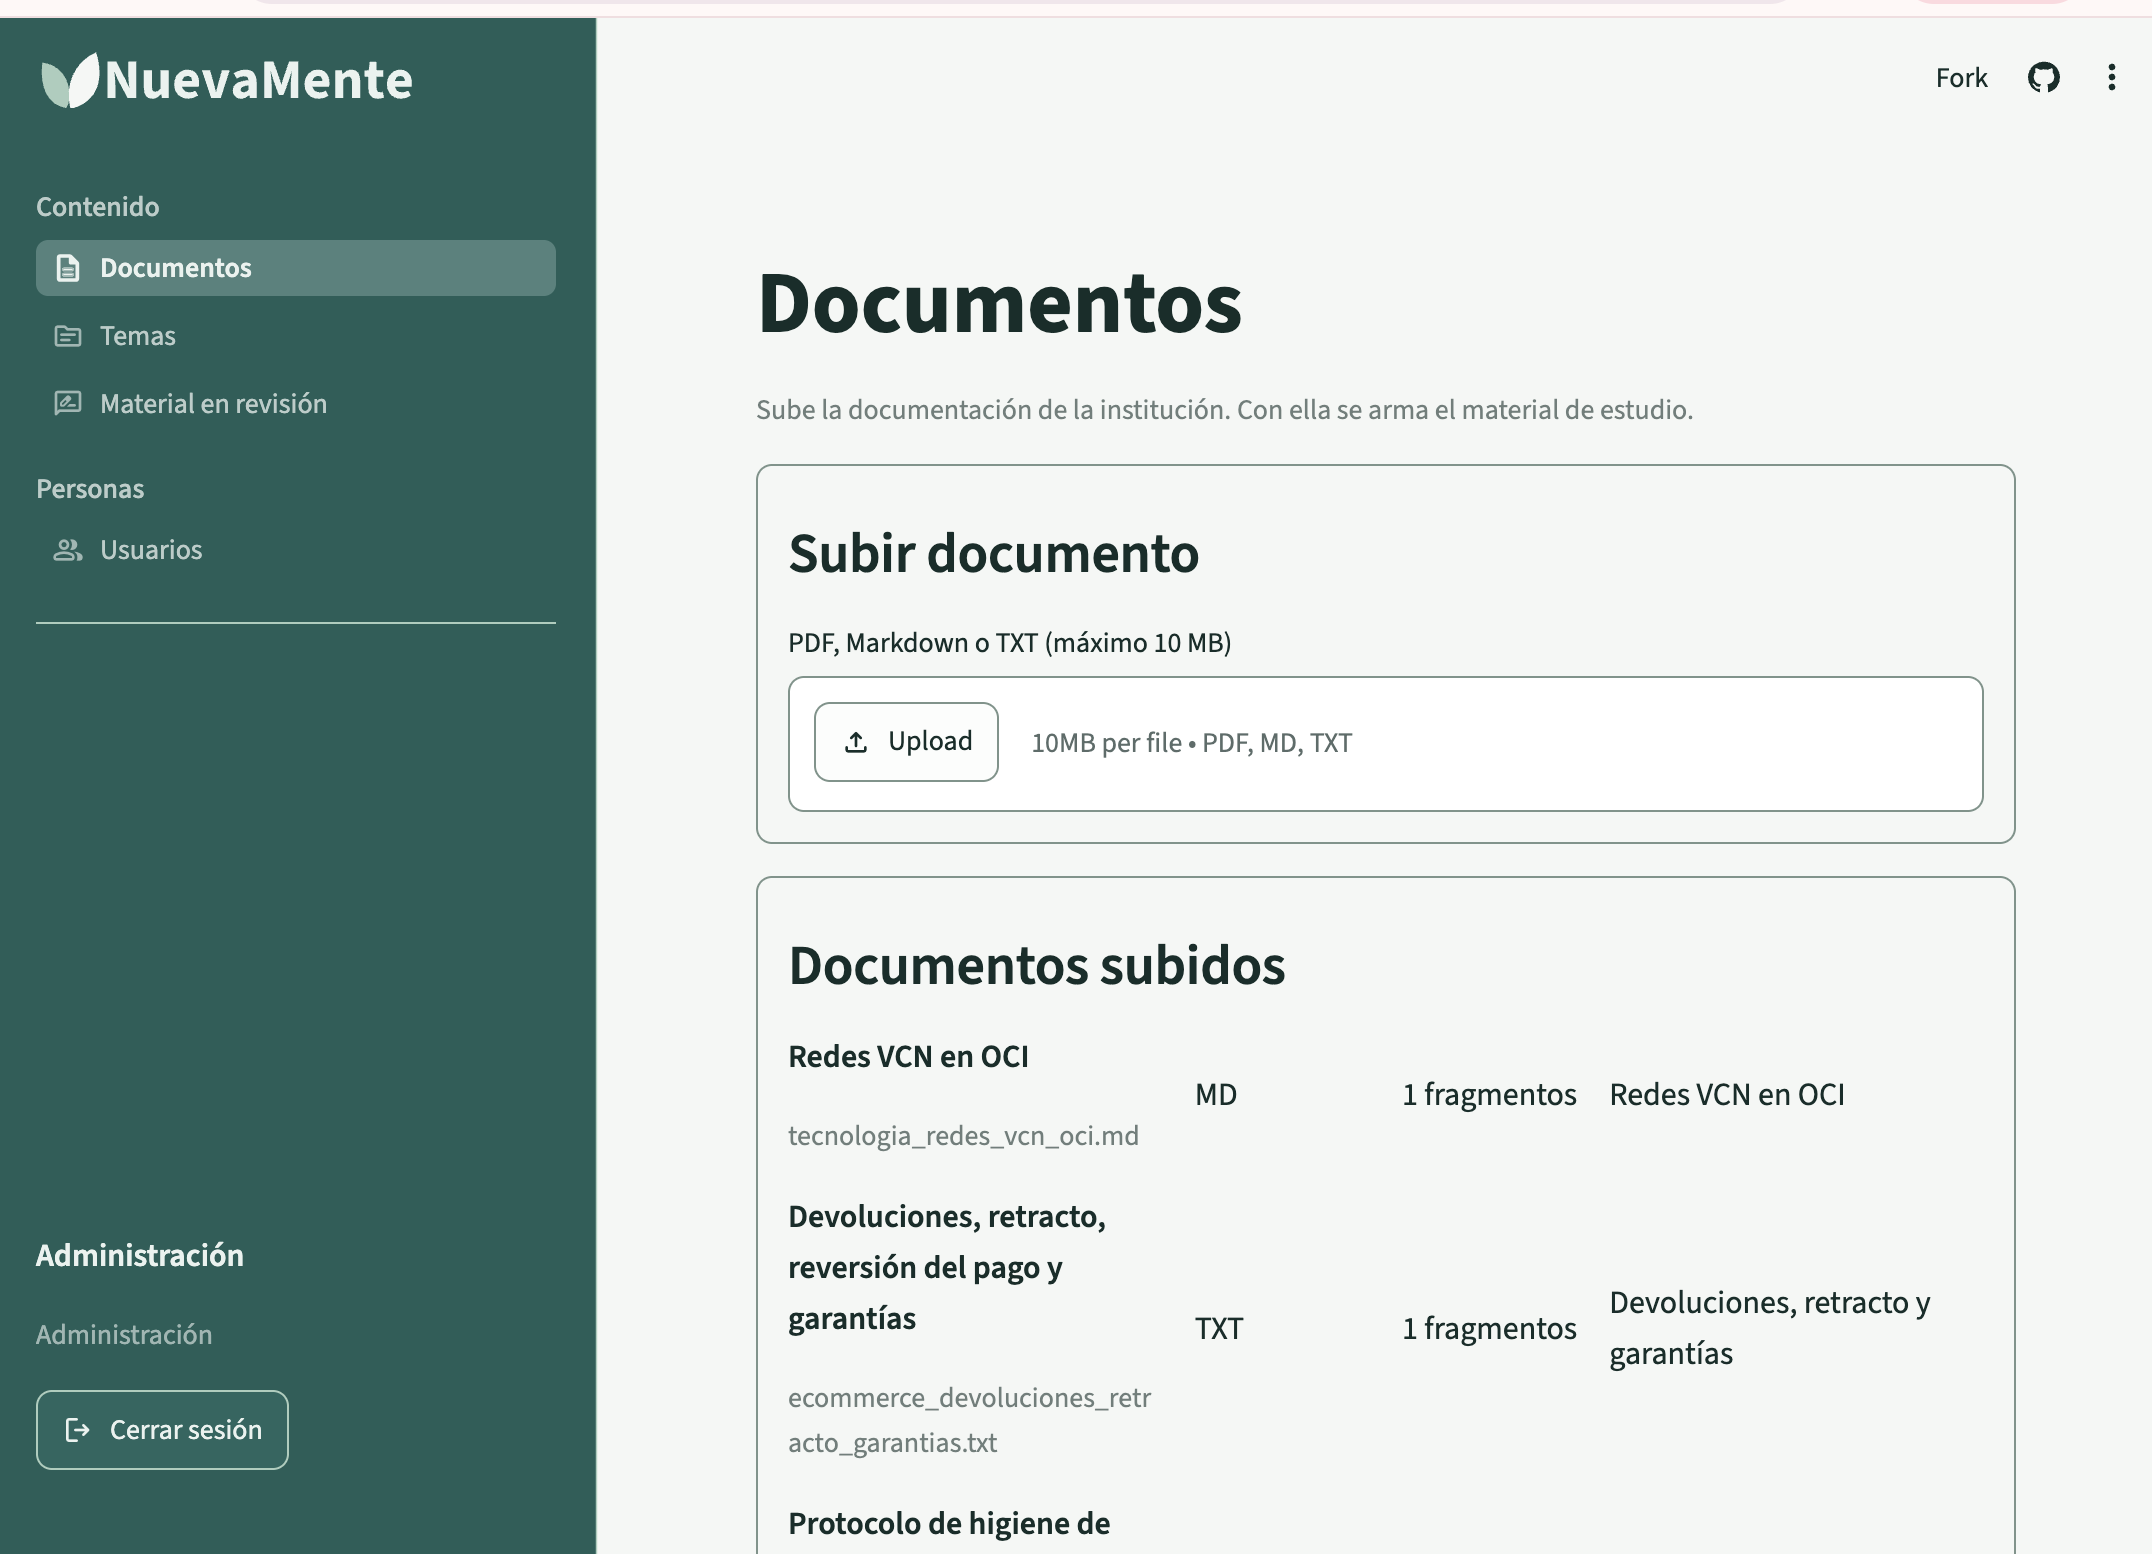 NuevaMente
Fork
Contenido
Documentos
Temas
Material en revisión
Personas
Usuarios
Administración
Administración
Cerrar sesión
Documentos
Sube la documentación de la institución. Con ella se arma el material de estudio.
Subir documento
PDF, Markdown o TXT (máximo 10 MB)
Upload
10MB per file • PDF, MD, TXT
Documentos subidos
Redes VCN en OCI
tecnologia_redes_vcn_oci.md
MD
1 fragmentos
Redes VCN en OCI
Devoluciones, retracto,
reversión del pago y
garantías
ecommerce_devoluciones_retr
acto_garantias.txt
TXT
1 fragmentos
Devoluciones, retracto y
garantías
Protocolo de higiene de